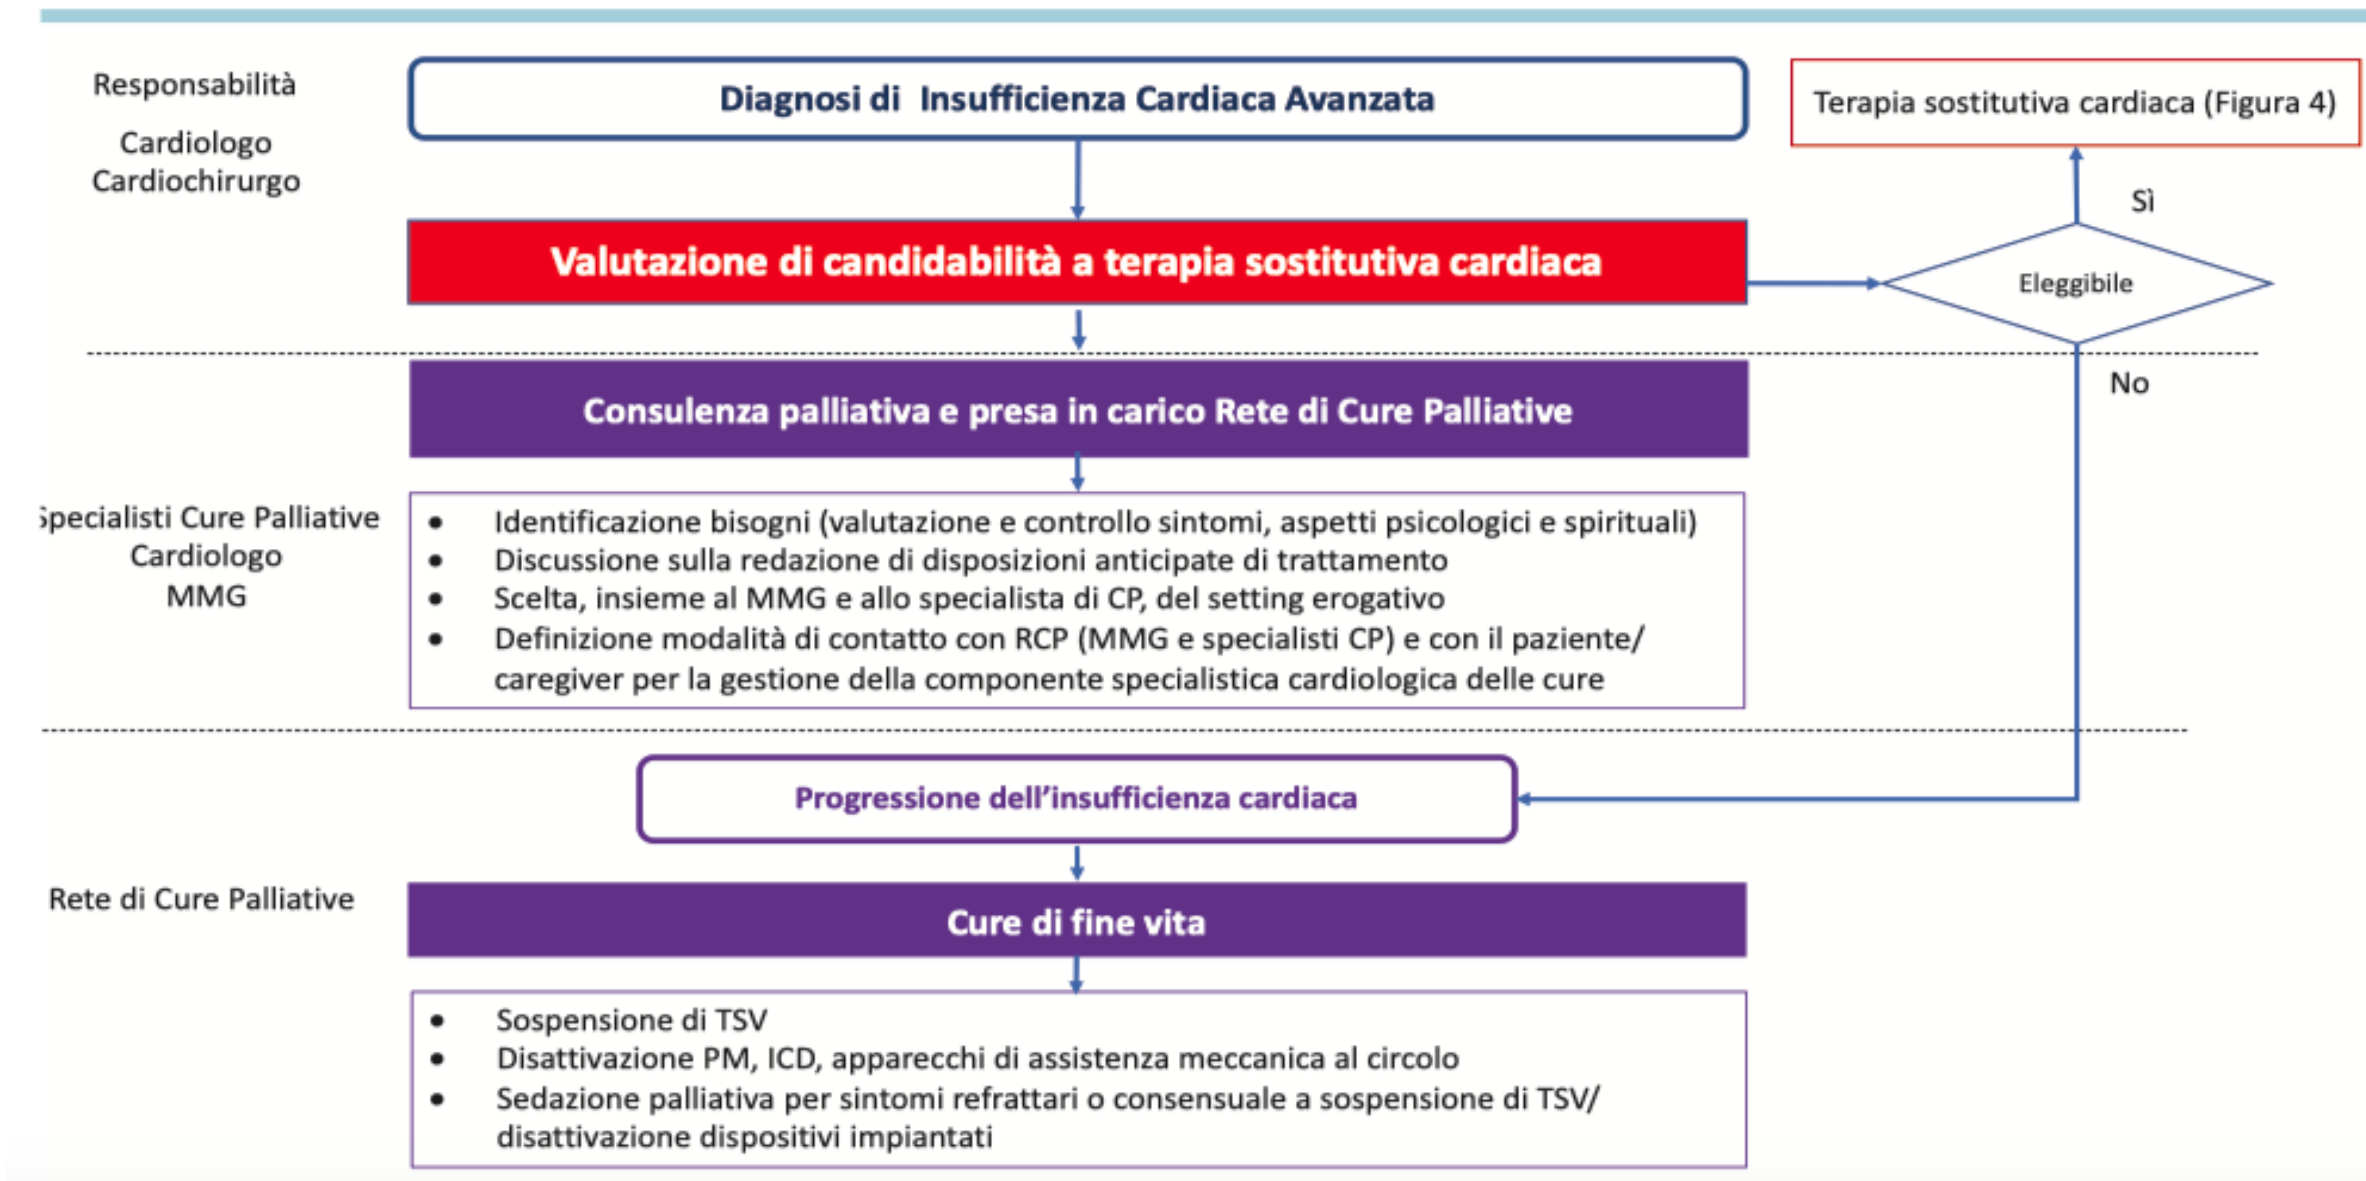 Responsabilità
Cardiologo
Cardiochirurgo
Diagnosi di Insufficienza Cardiaca Avanzata
Terapia sostitutiva cardiaca (Figura 4)
Sì
Valutazione di candidabilità a terapia sostitutiva cardiaca
Eleggibile
No
Consulenza palliativa e presa in carico Rete di Cure Palliative
Specialisti Cure Palliative
Cardiologo
MMG
• Identificazione bisogni (valutazione e controllo sintomi, aspetti psicologici e spirituali)
• Discussione sulla redazione di disposizioni anticipate di trattamento
• Scelta, insieme al MMG e allo specialista di CP, del setting erogativo
• Definizione modalità di contatto con RCP (MMG e specialisti CP) e con il paziente/
caregiver per la gestione della componente specialistica cardiologica delle cure
Progressione dell’insufficienza cardiaca
Rete di Cure Palliative
Cure di fine vita
• Sospensione di TSV
• Disattivazione PM, ICD, apparecchi di assistenza meccanica al circolo
• Sedazione palliativa per sintomi refrattari o consensuale a sospensione di TSV/
disattivazione dispositivi impiantati